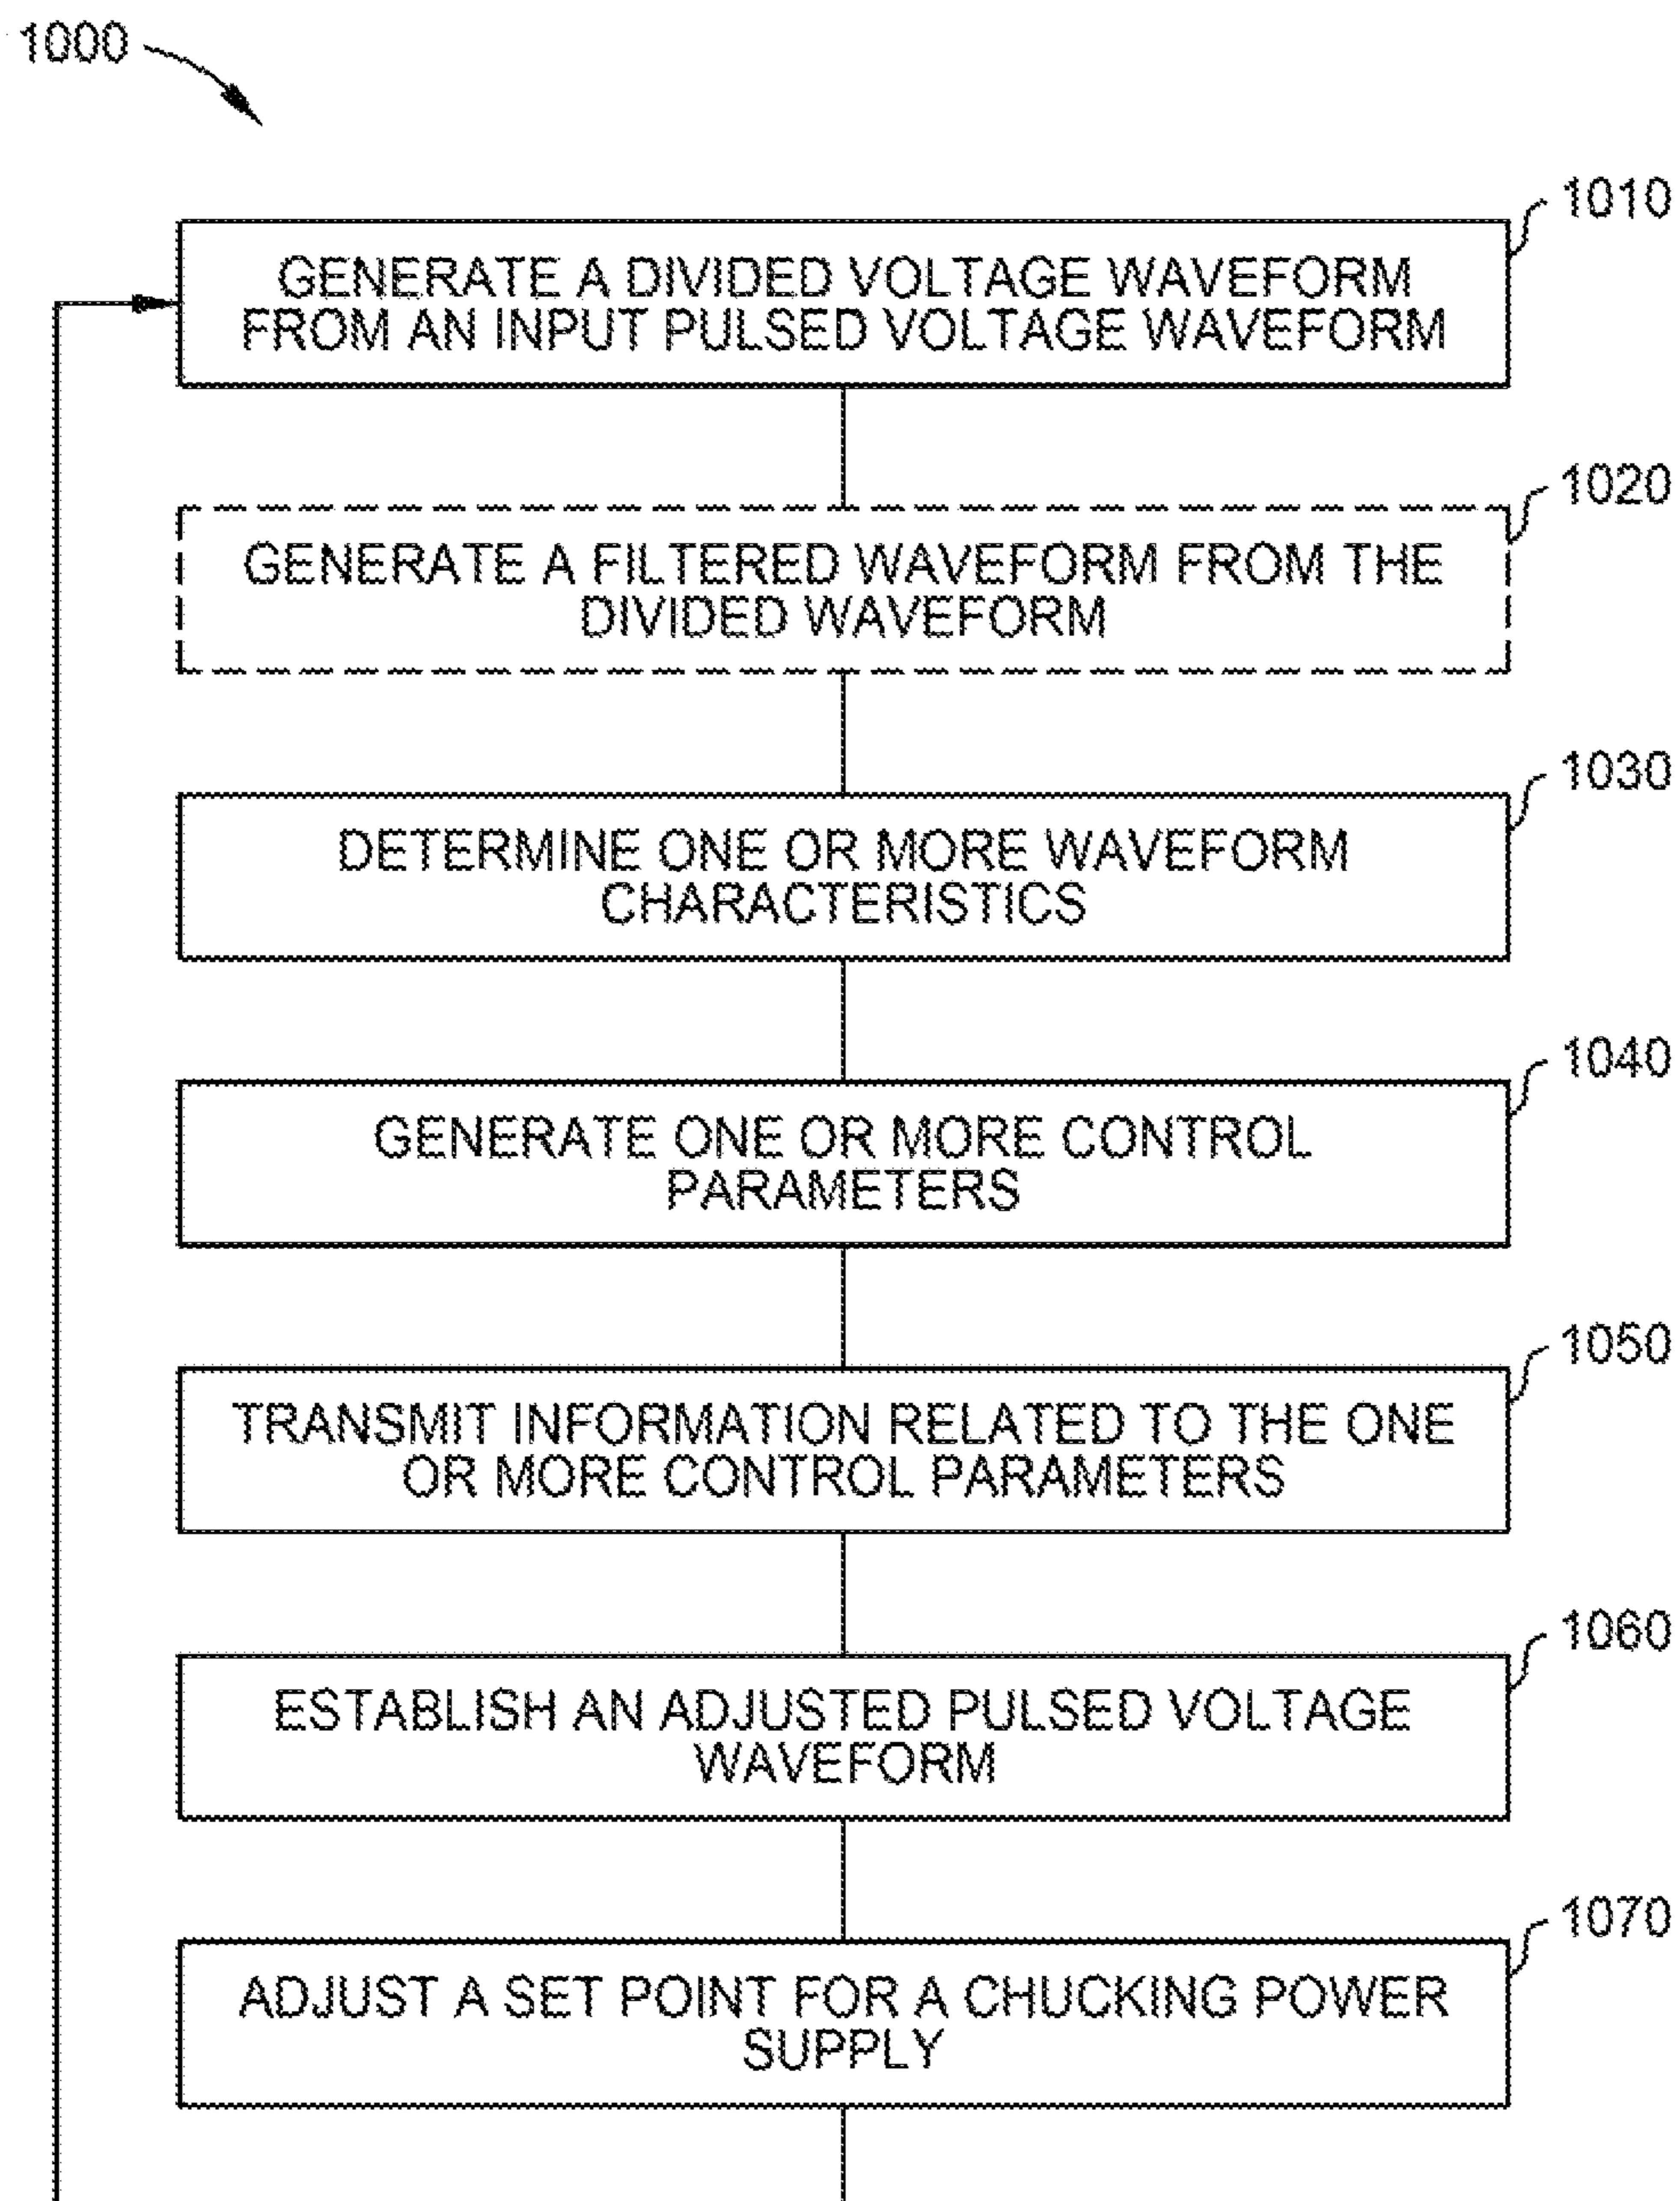 1000
1010
GENERATE A DIVIDED VOLTAGE WAVEFORM
FROM AN INPUT PULSED VOLTAGE WAVEFORM
1020
GENERATE A FILTERED WAVEFORM FROM THE
DIVIDED WAVEFORM
1030
DETERMINE ONE OR MORE WAVEFORM
CHARACTERISTICS
1040
GENERATE ONE OR MORE CONTROL
PARAMETERS
1050
TRANSMIT INFORMATION RELATED TO THE ONE
OR MORE CONTROL PARAMETERS
1060
ESTABLISH AN ADJUSTED PULSED VOLTAGE
WAVEFORM
1070
ADJUST A SET POINT FOR A CHUCKING POWER
SUPPLY